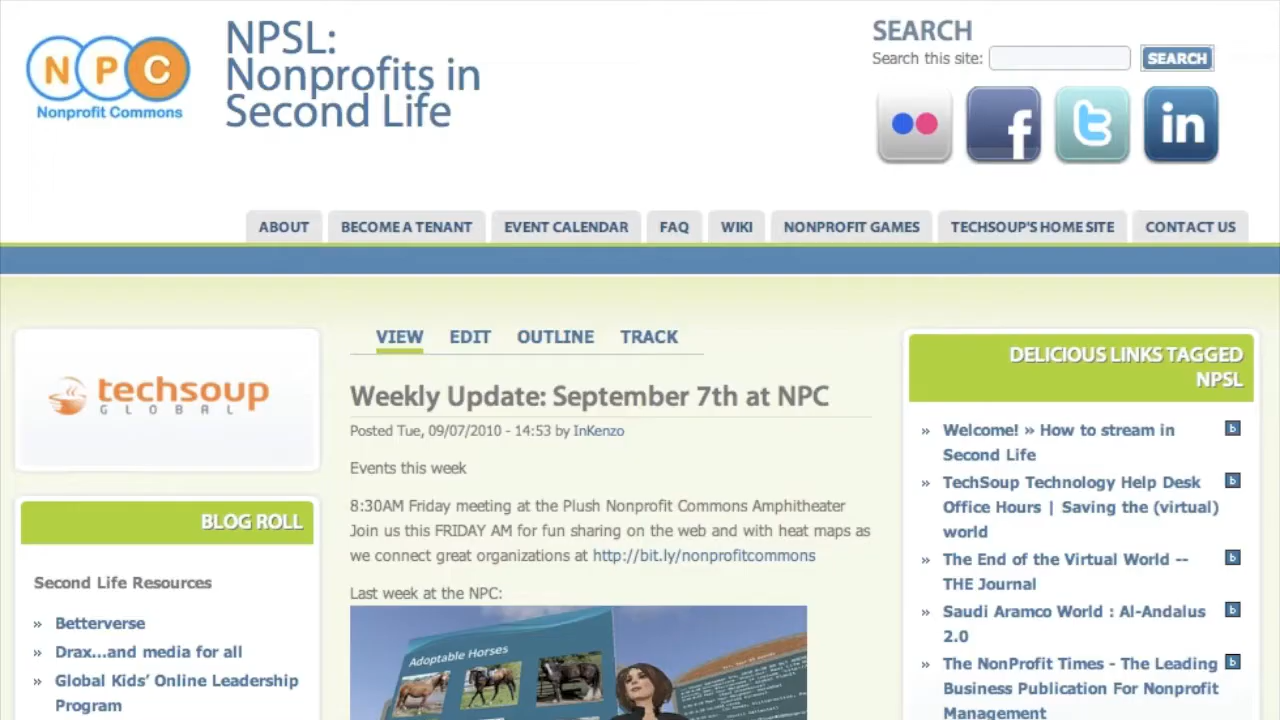 N P C
Nonprofit Commons
NPSL:
Nonprofits in
Second Life
SEARCH
Search this site:
SEARCH
f
t
in
ABOUT
BECOME A TENANT
EVENT CALENDAR
FAQ
WIKI
NONPROFIT GAMES
TECHSOUP'S HOME SITE
CONTACT US
techsoup
GLOBAL
BLOG ROLL
Second Life Resources
» Betterverse
» Drax...and media for all
» Global Kids' Online Leadership
Program
VIEW
EDIT
OUTLINE
TRACK
Weekly Update: September 7th at NPC
Posted Tue, 09/07/2010 - 14:53 by InKenzo
Events this week
8:30AM Friday meeting at the Plush Nonprofit Commons Amphitheater
Join us this FRIDAY AM for fun sharing on the web and with heat maps as
we connect great organizations at http://bit.ly/nonprofitcommons
Last week at the NPC:
Adoptable Horses
DELICIOUS LINKS TAGGED
NPSL
» Welcome! » How to stream in
Second Life
b
» TechSoup Technology Help Desk
Office Hours | Saving the (virtual)
world
b
» The End of the Virtual World --
THE Journal
b
» Saudi Aramco World : Al-Andalus
2.0
b
» The NonProfit Times - The Leading
Business Publication For Nonprofit
Management
b